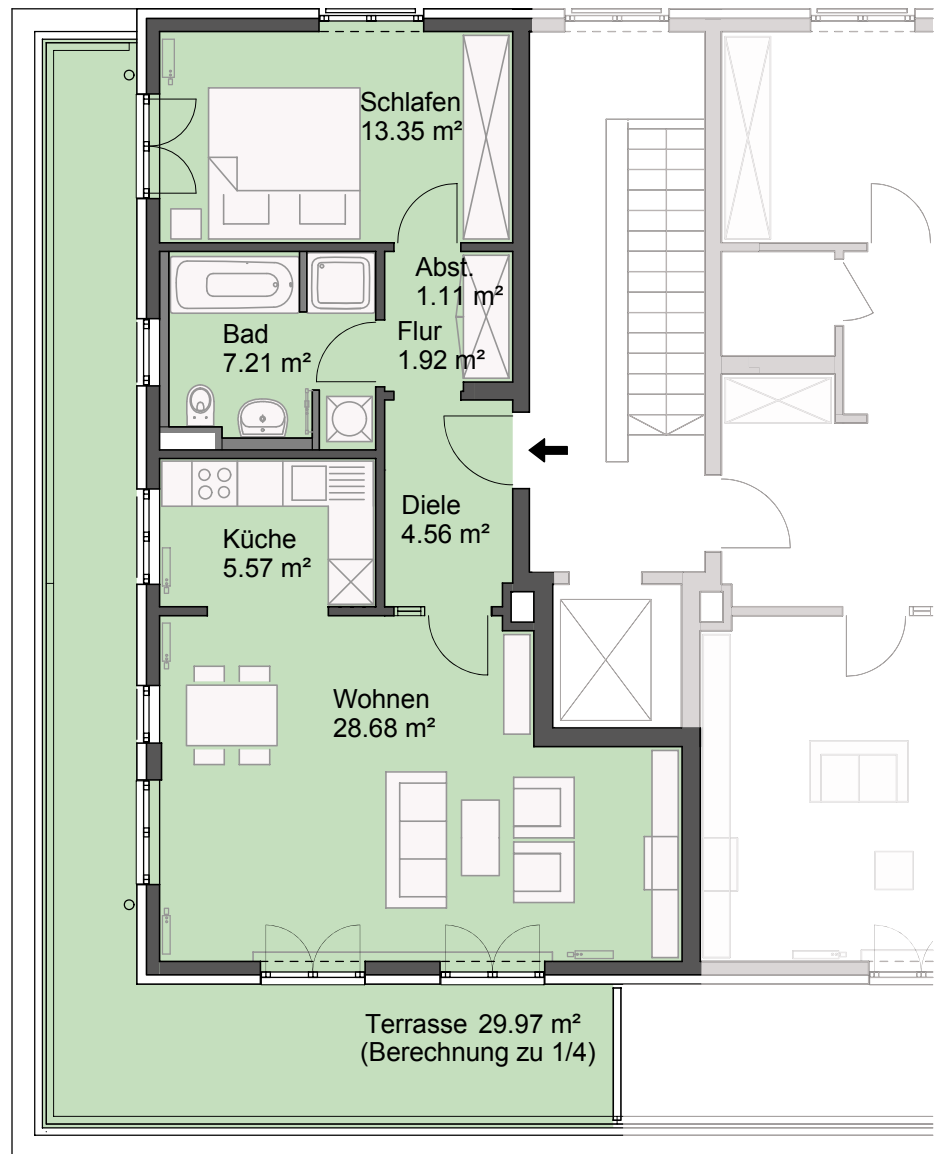 Schlafen
13.35 m²
Abst.
1.11 m²
Bad
7.21 m²
Flur
1.92 m²
Diele
4.56 m²
Küche
5.57 m²
Wohnen
28.68 m²
Terrasse 29.97 m²
(Berechnung zu 1/4)